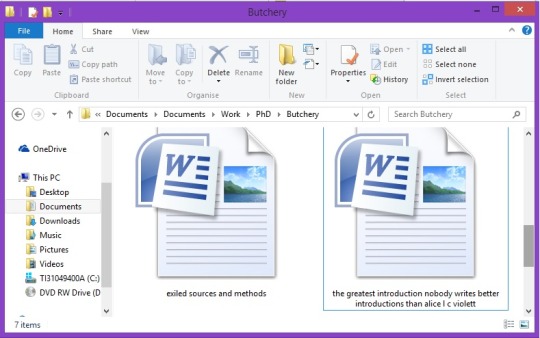 Butchery
File
Home
Share
View
Copy
Paste
Cut
Copy path
Paste shortcut
Clipboard
Move to
Copy to
Delete
Rename
Organise
New folder
New
Properties
Open
Edit
History
Open
Select all
Select none
Invert selection
Select
Documents Documents Work PhD Butchery
Search Butchery
OneDrive
This PC
Desktop
Documents
Downloads
Music
Pictures
Videos
TI31049400A (C:)
DVD RW Drive (D
W
exiled sources and methods
W
the greatest introduction nobody writes better
introductions than alice l c violett
7 items